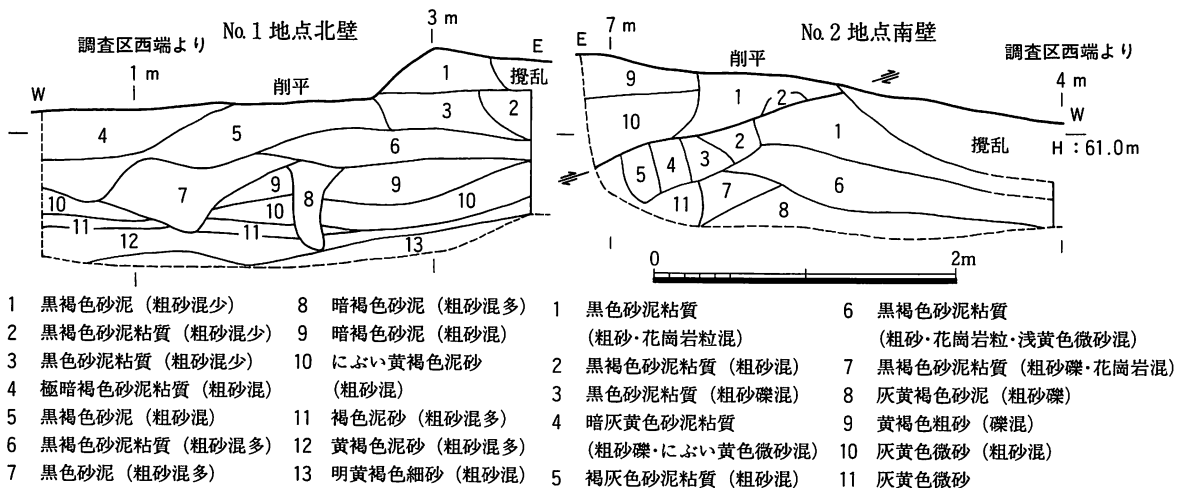 No.1 地点北壁
調査区西端より
1 m
3 m
W
E
削平
攪乱
1
2
3
4
5
6
7
8
9
9
10
10
10
11
11
12
13
No.2 地点南壁
調査区西端より
7 m
4 m
E
W
H：61.0m
削平
攪乱
9
10
1
2
1
2
3
4
5
6
7
8
11
0
2m
1 黒褐色砂泥（粗砂混少）
2 黒褐色砂泥粘質（粗砂混少）
3 黒色砂泥粘質（粗砂混少）
4 極暗褐色砂泥粘質（粗砂混）
5 黒褐色砂泥（粗砂混）
6 黒褐色砂泥粘質（粗砂混多）
7 黒色砂泥（粗砂混多）
8 暗褐色砂泥（粗砂混多）
9 暗褐色砂泥（粗砂混）
10 にぶい黄褐色泥砂
（粗砂混）
11 褐色泥砂（粗砂混多）
12 黄褐色泥砂（粗砂混多）
13 明黄褐色細砂（粗砂混）
1 黒色砂泥粘質
（粗砂・花崗岩粒混）
2 黒褐色砂泥粘質（粗砂混）
3 黒色砂泥粘質（粗砂礫混）
4 暗灰黄色砂泥粘質
（粗砂礫・にぶい黄色微砂混）
5 褐灰色砂泥粘質（粗砂混）
6 黒褐色砂泥粘質
（粗砂・花崗岩粒・浅黄色微砂混）
7 黒褐色砂泥粘質（粗砂礫・花崗岩混）
8 灰黄褐色砂泥（粗砂礫）
9 黄褐色粗砂（礫混）
10 灰黄色微砂（粗砂混）
11 灰黄色微砂